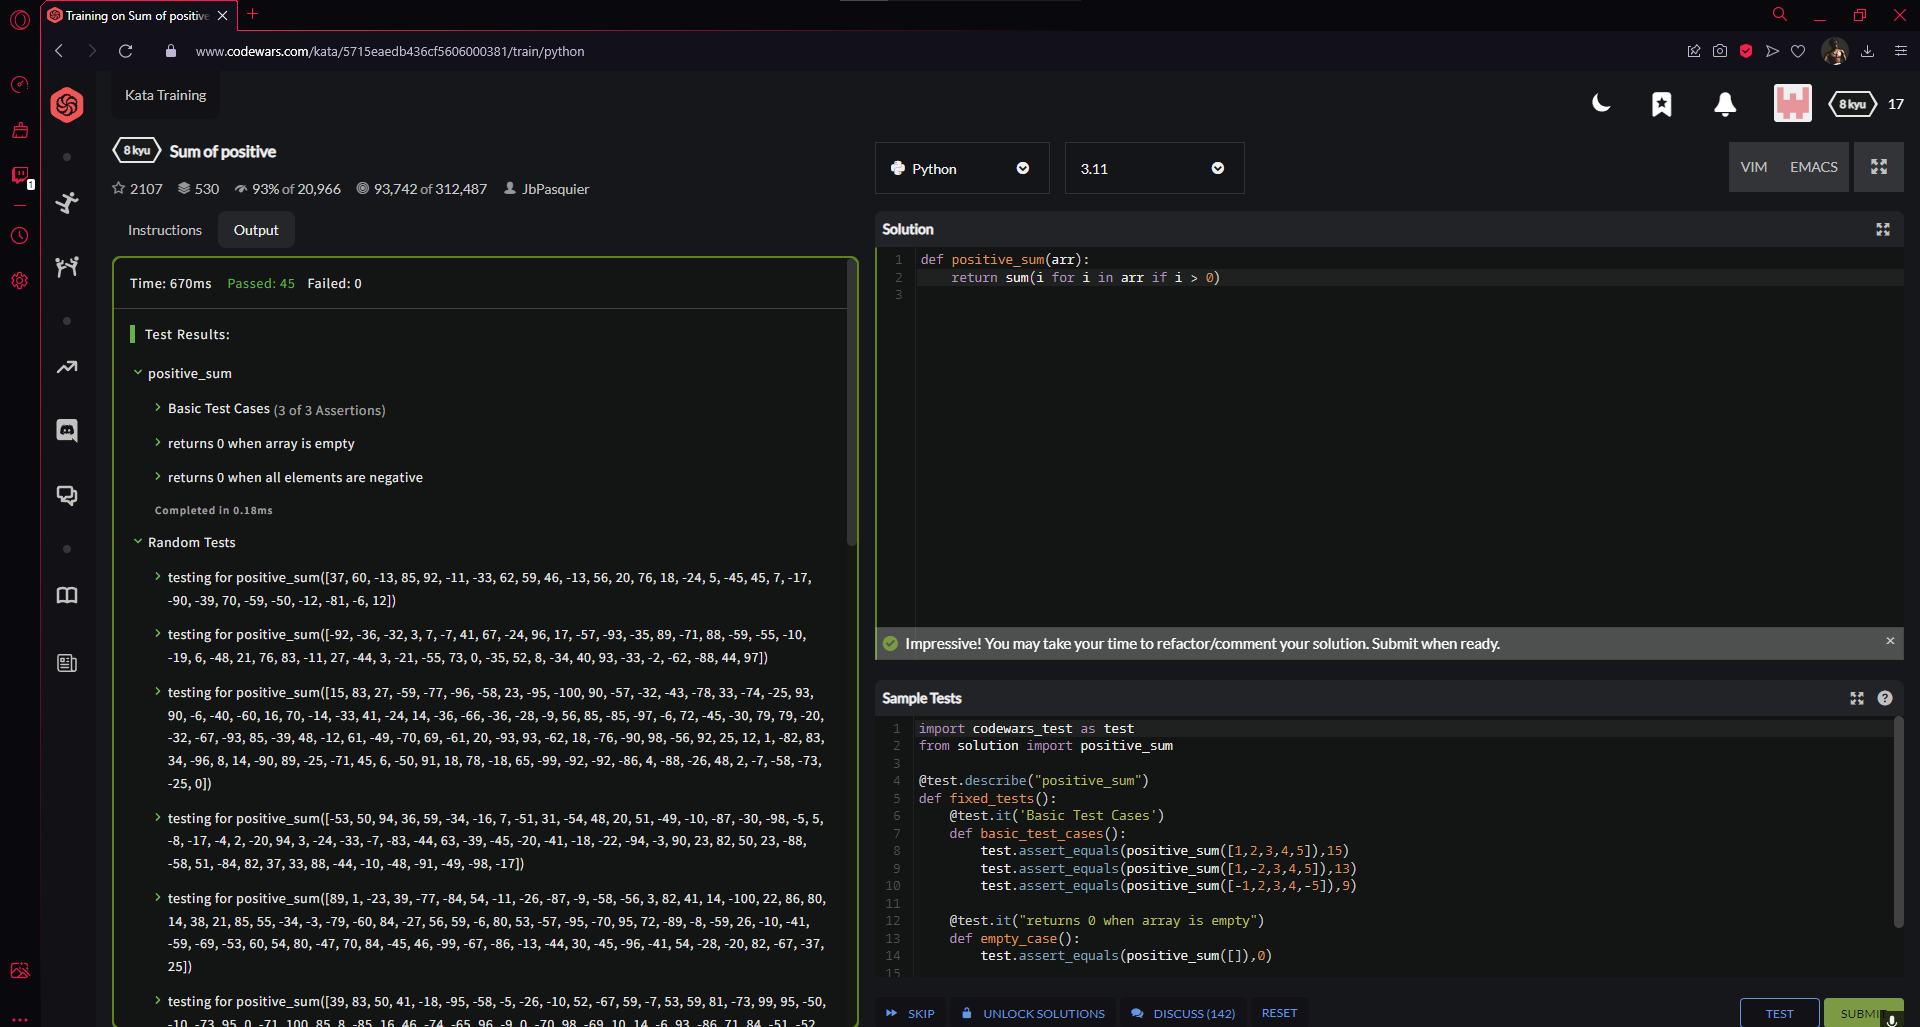 Training on Sum of positive
www.codewars.com/kata/5715eaedb436cf5606000381/train/python
1
Kata Training
8 kyu 17
8 kyu Sum of positive
2107 530 93% of 20,966 93,742 of 312,487 JbPasquier
Instructions Output
Time: 670ms Passed: 45 Failed: 0
Test Results:
positive_sum
Basic Test Cases (3 of 3 Assertions)
returns 0 when array is empty
returns 0 when all elements are negative
Completed in 0.18ms
Random Tests
testing for positive_sum([37, 60, -13, 85, 92, -11, -33, 62, 59, 46, -13, 56, 20, 76, 18, -24, 5, -45, 45, 7, -17,
-90, -39, 70, -59, -50, -12, -81, -6, 12])
testing for positive_sum([-92, -36, -32, 3, 7, -7, 41, 67, -24, 96, 17, -57, -93, -35, 89, -71, 88, -59, -55, -10,
-19, 6, -48, 21, 76, 83, -11, 27, -44, 3, -21, -55, 73, 0, -35, 52, 8, -34, 40, 93, -33, -2, -62, -88, 44, 97])
testing for positive_sum([15, 83, 27, -59, -77, -96, -58, 23, -95, -100, 90, -57, -32, -43, -78, 33, -74, -25, 93,
90, -6, -40, -60, 16, 70, -14, -33, 41, -24, 14, -36, -66, -36, -28, -9, 56, 85, -85, -97, -6, 72, -45, -30, 79, 79, -20,
-32, -67, -93, 85, -39, 48, -12, 61, -49, -70, 69, -61, 20, -93, 93, -62, 18, -76, -90, 98, -56, 92, 25, 12, 1, -82, 83,
34, -96, 8, 14, -90, 89, -25, -71, 45, 6, -50, 91, 18, 78, -18, 65, -99, -92, -92, -86, 4, -88, -26, 48, 2, -7, -58, -73,
-25, 0])
testing for positive_sum([-53, 50, 94, 36, 59, -34, -16, 7, -51, 31, -54, 48, 20, 51, -49, -10, -87, -30, -98, -5, 5,
-8, -17, -4, 2, -20, 94, 3, -24, -33, -7, -83, -44, 63, -39, -45, -20, -41, -18, -22, -94, -3, 90, 23, 82, 50, 23, -88,
-58, 51, -84, 82, 37, 33, 88, -44, -10, -48, -91, -49, -98, -17])
testing for positive_sum([89, 1, -23, 39, -77, -84, 54, -11, -26, -87, -9, -58, -56, 3, 82, 41, 14, -100, 22, 86, 80,
14, 38, 21, 85, 55, -34, -3, -79, -60, 84, -27, 56, 59, -6, 80, 53, -57, -95, -70, 95, 72, -89, -8, -59, 26, -10, -41,
-59, -69, -53, 60, 54, 80, -47, 70, 84, -45, 46, -99, -67, -86, -13, -44, 30, -45, -96, -41, 54, -28, -20, 82, -67, -37,
25])
testing for positive_sum([39, 83, 50, 41, -18, -95, -58, -5, -26, -10, 52, -67, 59, -7, 53, 59, 81, -73, 99, 95, -50,
Python 3.11 VIM EMACS
Solution
1 def positive_sum(arr):
2 return sum(i for i in arr if i > 0)
3
Impressive! You may take your time to refactor/comment your solution. Submit when ready.
Sample Tests
1 import codewars_test as test
2 from solution import positive_sum
3
4 @test.describe("positive_sum")
5 def fixed_tests():
6 @test.it('Basic Test Cases')
7 def basic_test_cases():
8 test.assert_equals(positive_sum([1,2,3,4,5]),15)
9 test.assert_equals(positive_sum([1,-2,3,4,5]),13)
10 test.assert_equals(positive_sum([-1,2,3,4,-5]),9)
11
12 @test.it("returns 0 when array is empty")
13 def empty_case():
14 test.assert_equals(positive_sum([]),0)
15
SKIP UNLOCK SOLUTIONS DISCUSS (142) RESET TEST SUBMIT